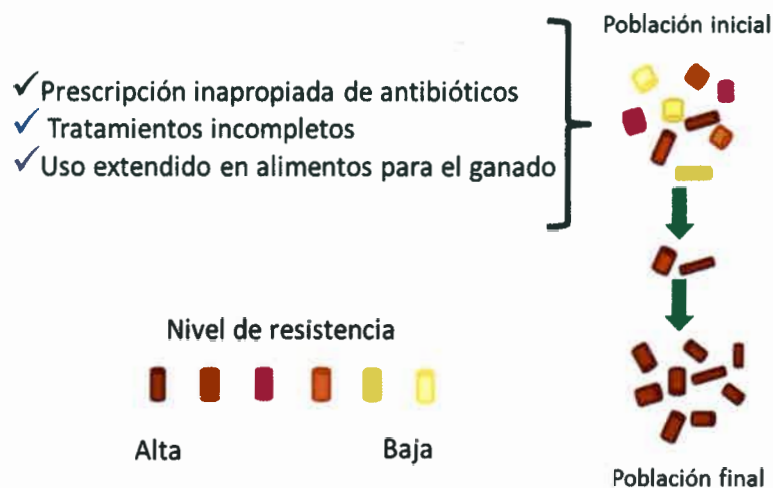 Población inicial
✓Prescripción inapropiada de antibióticos
✓ Tratamientos incompletos
✓Uso extendido en alimentos para el ganado
Nivel de resistencia
Alta
Baja
Población final